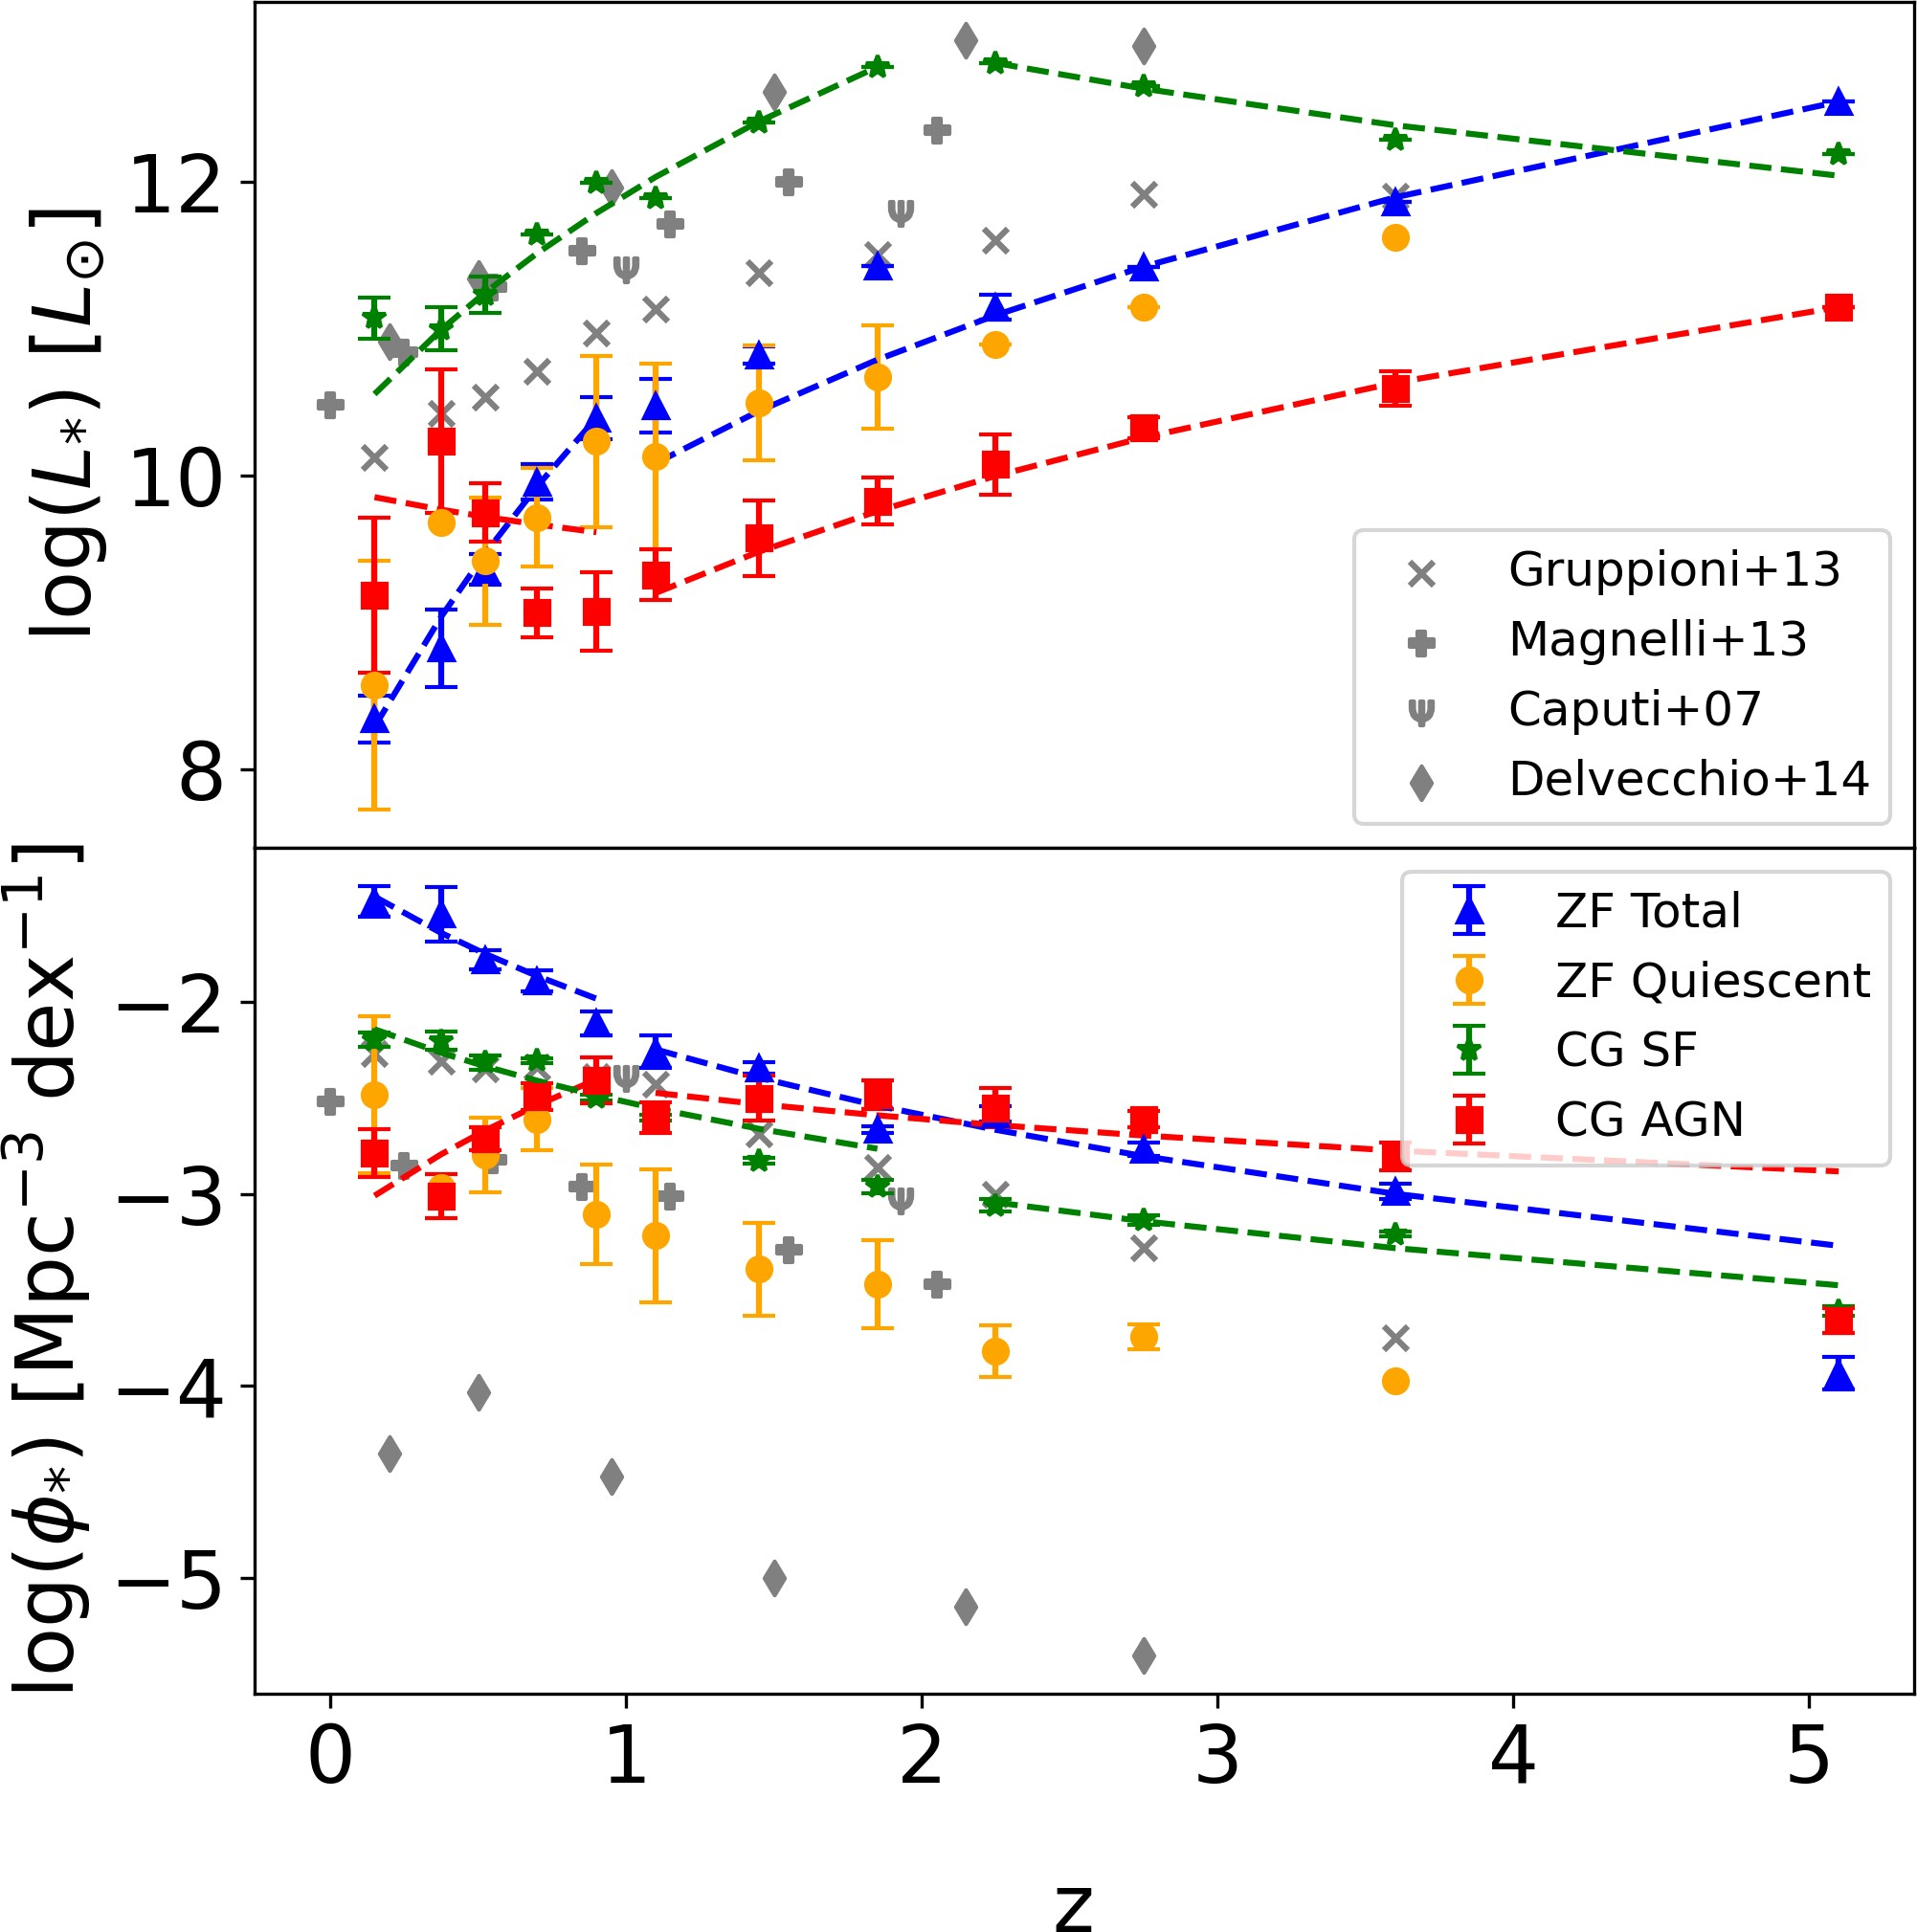 log(L*) [L⊙]
12
10
8
Gruppioni+13
Magnelli+13
Caputi+07
Delvecchio+14
log(ϕ*) [Mpc⁻³ dex⁻¹]
−2
−3
−4
−5
ZF Total
ZF Quiescent
CG SF
CG AGN
0 1 2 3 4 5
z